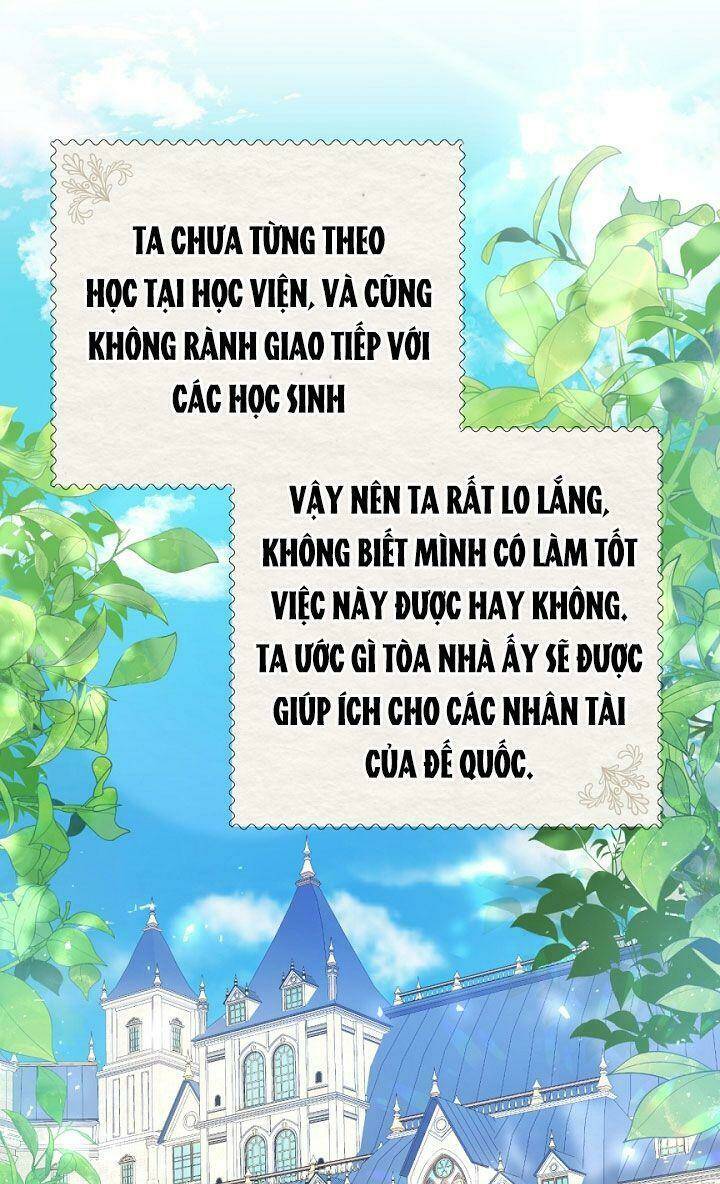 TA CHƯA TỪNG THEO
HỌC TẠI HỌC VIỆN, VÀ CŨNG
KHÔNG RÀNH GIAO TIẾP VỚI
CÁC HỌC SINH
VẬY NÊN TA RẤT LO LẮNG,
KHÔNG BIẾT MÌNH CÓ LÀM TỐT
VIỆC NÀY ĐƯỢC HAY KHÔNG.
TA ƯỚC GÌ TÒA NHÀ ẤY SẼ ĐƯỢC
GIÚP ÍCH CHO CÁC NHÂN TÀI
CỦA ĐẾ QUỐC.